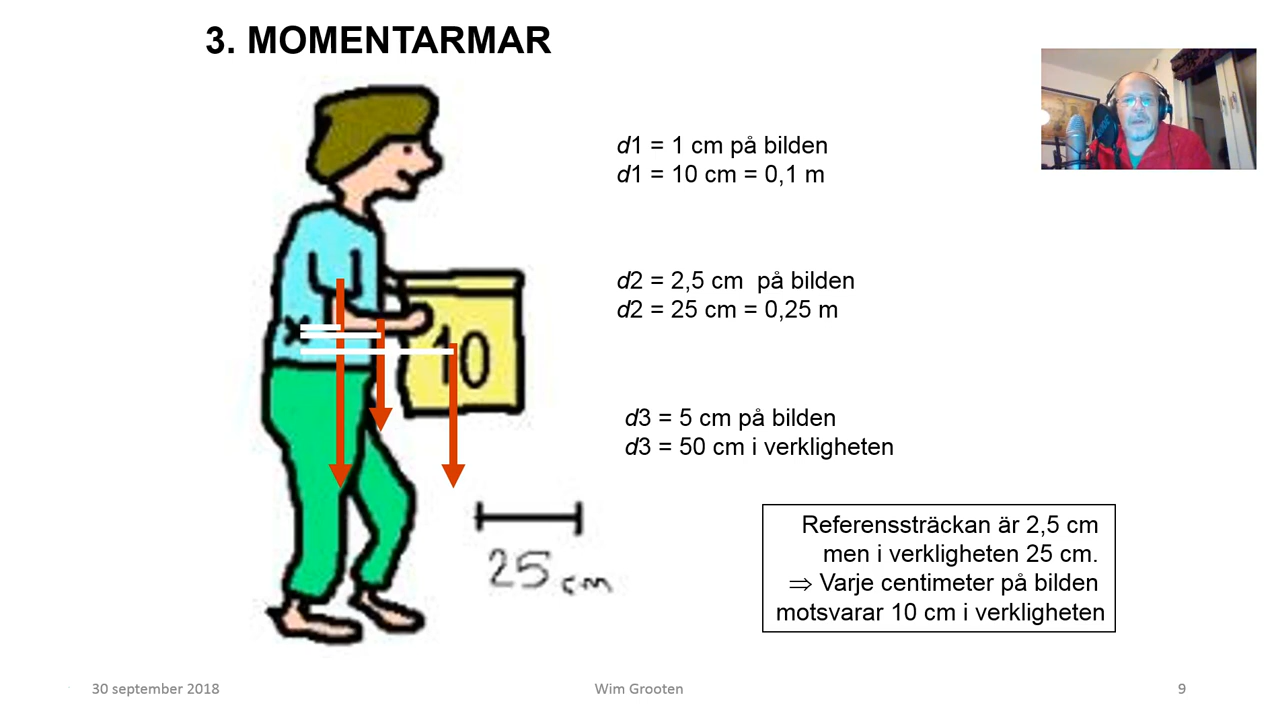 3. MOMENTARMAR
d1 = 1 cm på bilden
d1 = 10 cm = 0,1 m
d2 = 2,5 cm  på bilden
d2 = 25 cm = 0,25 m
10
d3 = 5 cm på bilden
d3 = 50 cm i verkligheten
25 cm
Referenssträckan är 2,5 cm
men i verkligheten 25 cm.
⇒ Varje centimeter på bilden
motsvarar 10 cm i verkligheten
30 september 2018
Wim Grooten
9